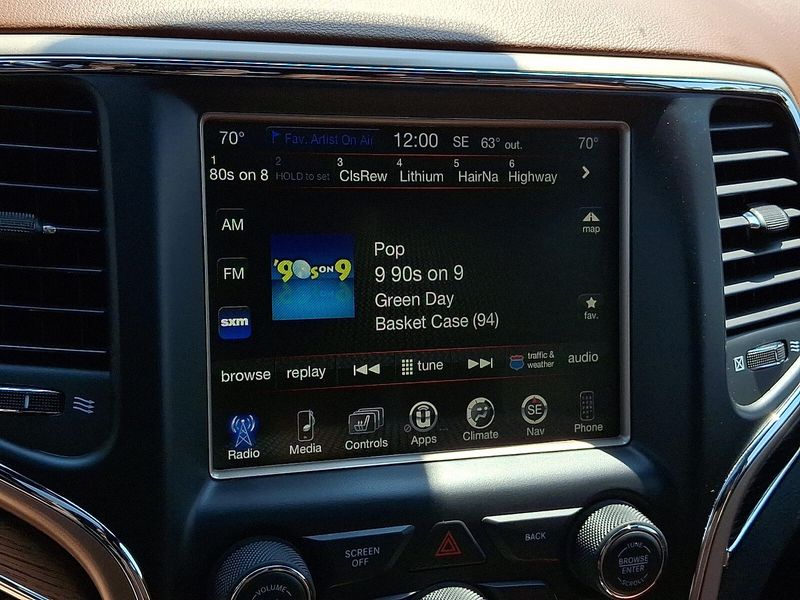 70° Fav. Artist On Air 12:00 SE 63° out. 70°
1 2 3 4 5 6
80s on 8 HOLD to set ClsRew Lithium HairNa Highway
AM
map
'90s ON 9
Pop
9 90s on 9
FM
Green Day
fav.
sxm
Basket Case (94)
browse replay tune traffic & weather audio
SE
Radio Media Controls Apps Climate Nav Phone
SCREEN
OFF
BACK
VOLUME
TUNE
BROWSE
ENTER
SCROLL